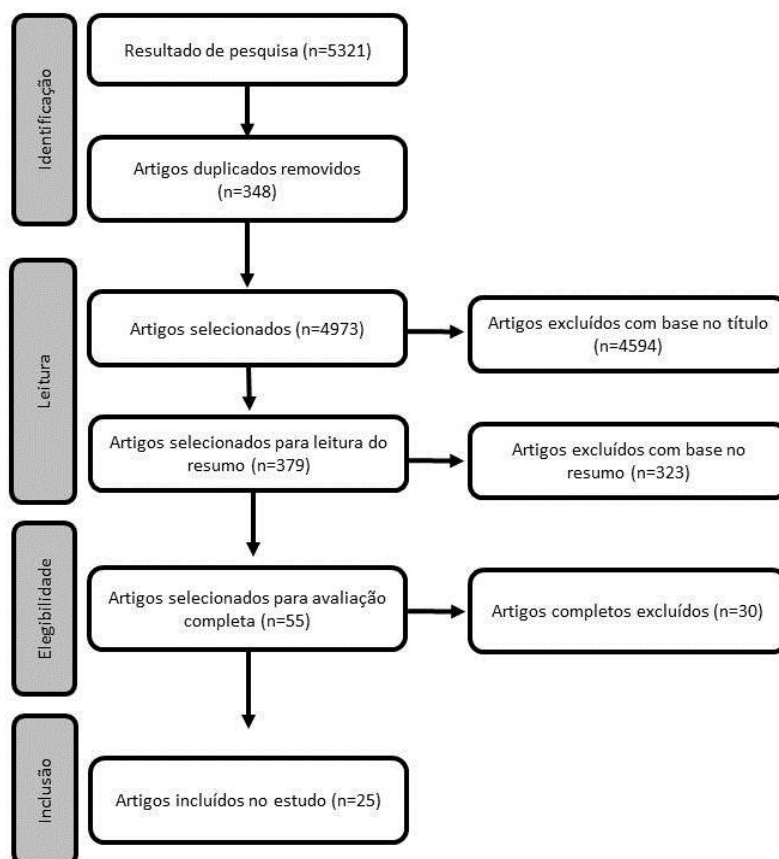 Identificação
Resultado de pesquisa (n=5321)
Artigos duplicados removidos
(n=348)
Leitura
Artigos selecionados (n=4973)
Artigos excluídos com base no título
(n=4594)
Artigos selecionados para leitura do
resumo (n=379)
Artigos excluídos com base no
resumo (n=323)
Elegibilidade
Artigos selecionados para avaliação
completa (n=55)
Artigos completos excluídos (n=30)
Inclusão
Artigos incluídos no estudo (n=25)